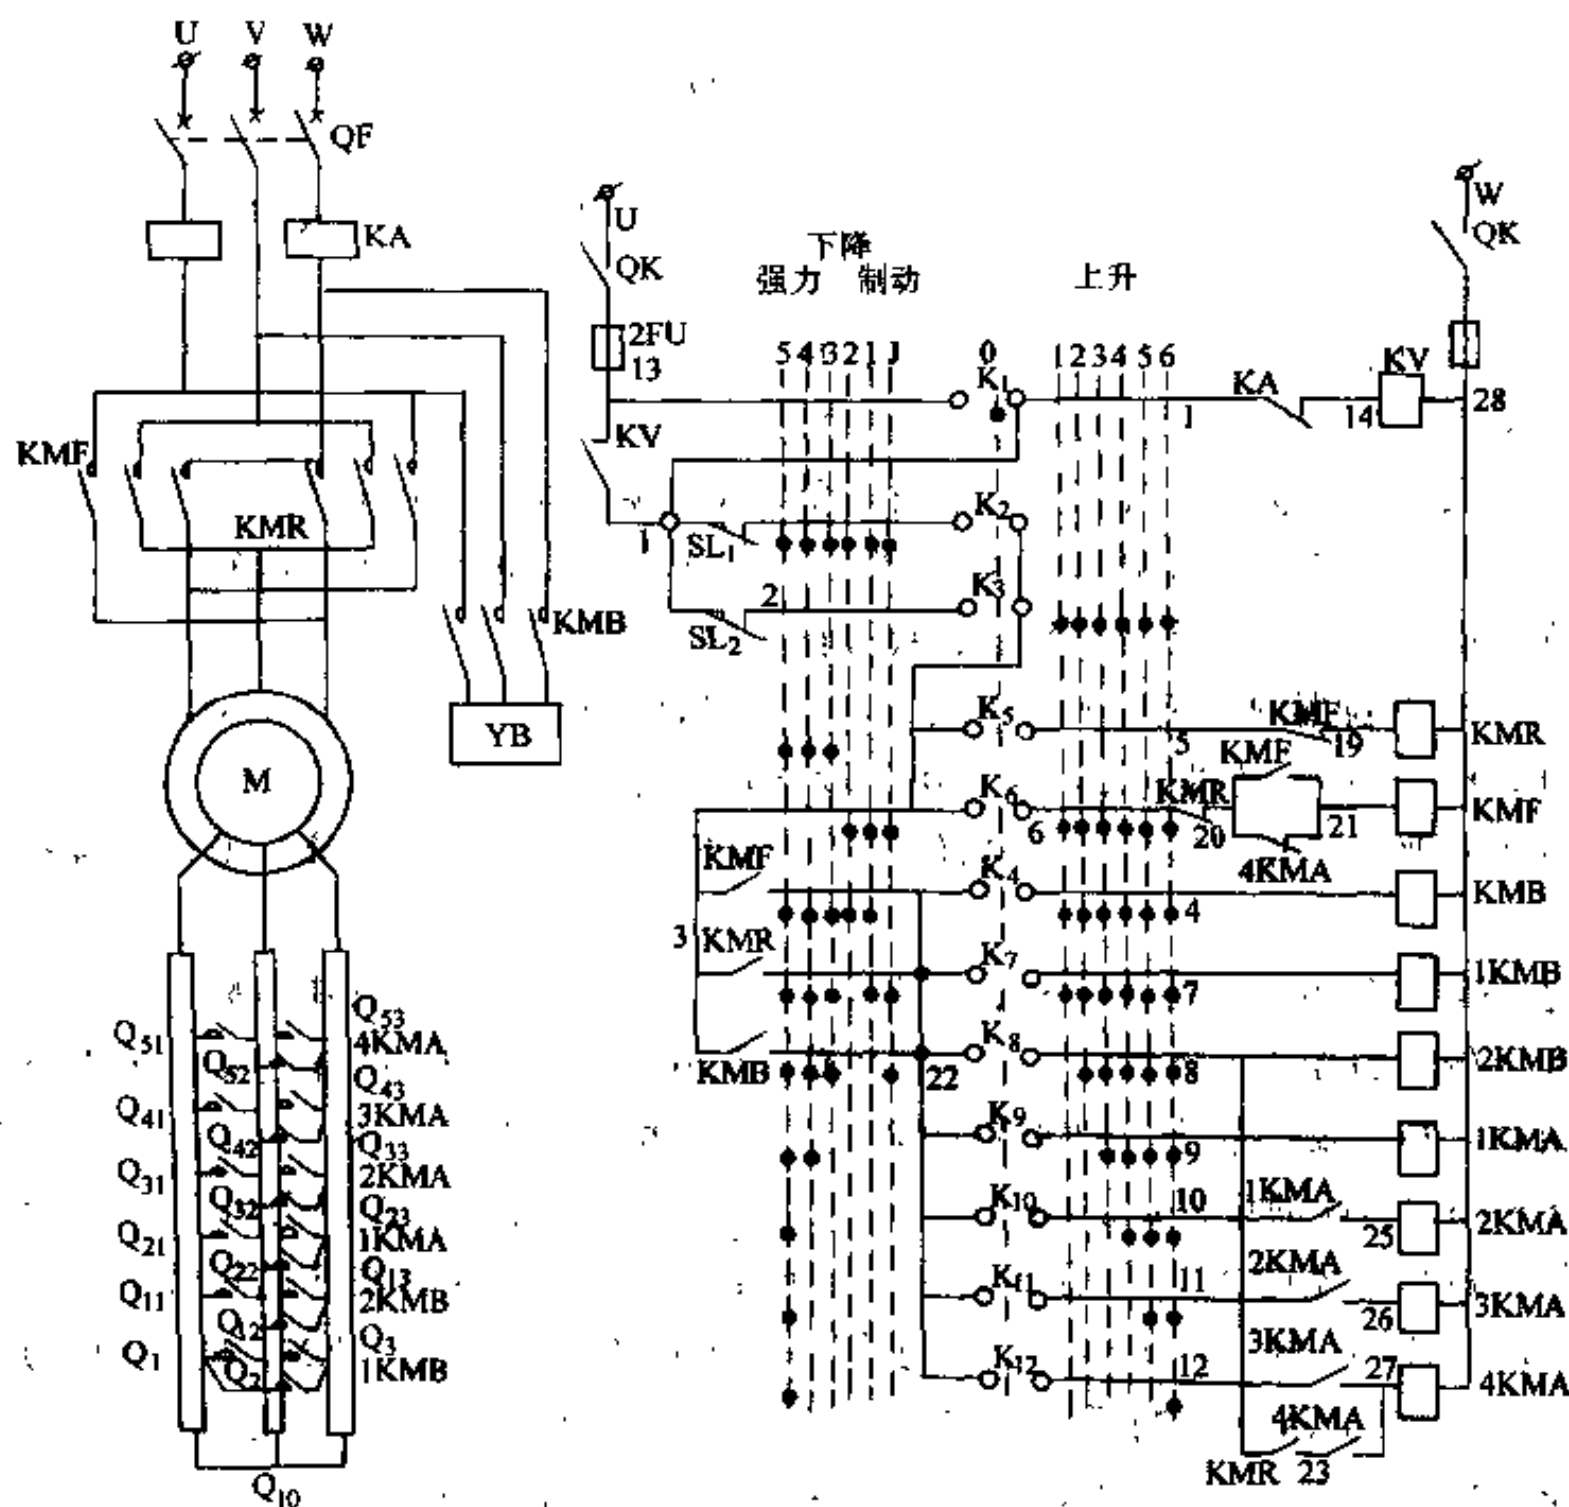 U V W
QF
KA
KMF
KMR
KMB
YB
M
Q51
Q53
4KMA
Q52
Q43
Q41
3KMA
Q42
Q33
Q31
2KMA
Q32
Q23
Q21
1KMA
Q22
Q13
Q11
2KMB
Q12
Q3
Q1
Q2
1KMB
Q10
U
QK
2FU
13
KV
下降
强力 制动
上升
5 4 3 2 1 J 0 1 2 3 4 5 6
W
QK
K1
1
KA
14
KV
28
1
SL1
K2
2
SL2
K3
K5
5
KMF
19
KMR
K6
6
KMR
20
KMF
4KMA
21
KMF
KMF
K4
4
KMB
3
KMR
K7
7
1KMB
KMB
22
K8
8
2KMB
K9
9
1KMA
K10
10
1KMA
25
2KMA
K11
11
2KMA
26
3KMA
K12
12
3KMA
27
4KMA
4KMA
KMR 23